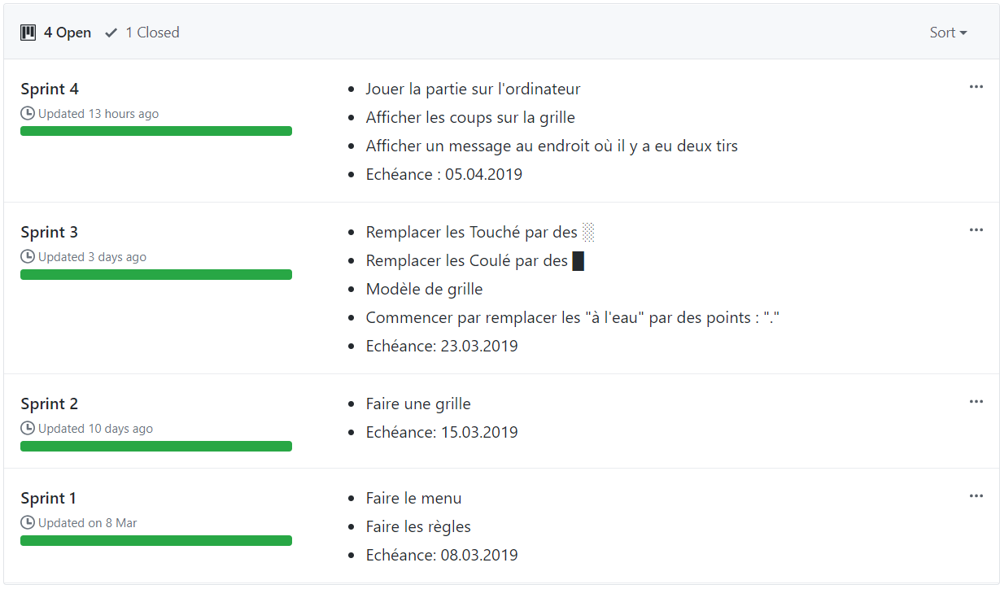 4 Open 1 Closed Sort
Sprint 4
Updated 13 hours ago
Jouer la partie sur l'ordinateur
Afficher les coups sur la grille
Afficher un message au endroit où il y a eu deux tirs
Echéance : 05.04.2019
Sprint 3
Updated 3 days ago
Remplacer les Touché par des ░
Remplacer les Coulé par des █
Modèle de grille
Commencer par remplacer les "à l'eau" par des points : "."
Echéance: 23.03.2019
Sprint 2
Updated 10 days ago
Faire une grille
Echéance: 15.03.2019
Sprint 1
Updated on 8 Mar
Faire le menu
Faire les règles
Echéance: 08.03.2019